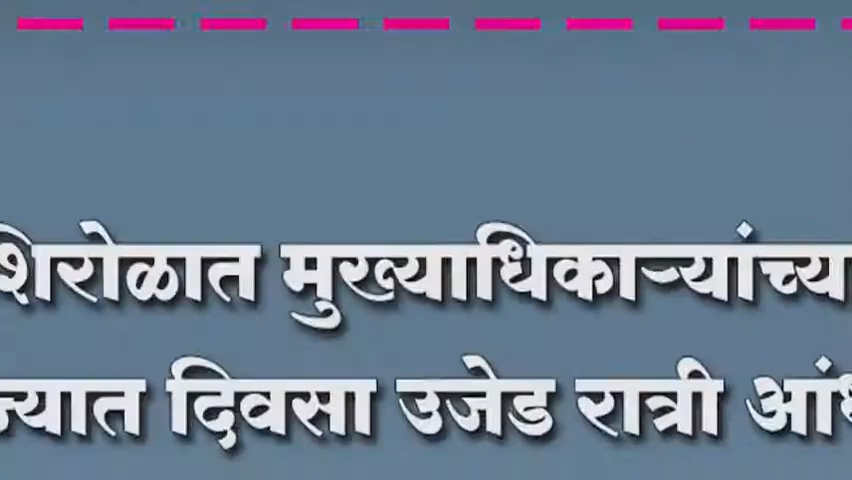 शिरोळात मुख्याधिकाऱ्यांच्या
ज्यात दिवसा उजेड रात्री